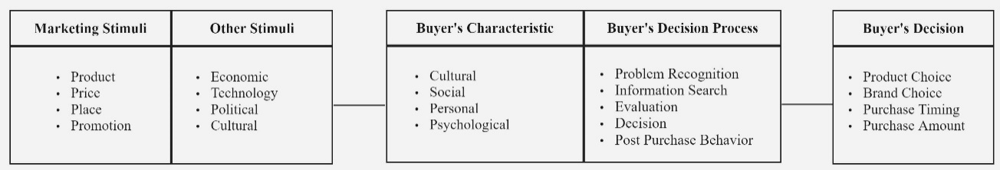 Marketing Stimuli
• Product
• Price
• Place
• Promotion
Other Stimuli
• Economic
• Technology
• Political
• Cultural
Buyer's Characteristic
• Cultural
• Social
• Personal
• Psychological
Buyer's Decision Process
• Problem Recognition
• Information Search
• Evaluation
• Decision
• Post Purchase Behavior
Buyer's Decision
• Product Choice
• Brand Choice
• Purchase Timing
• Purchase Amount